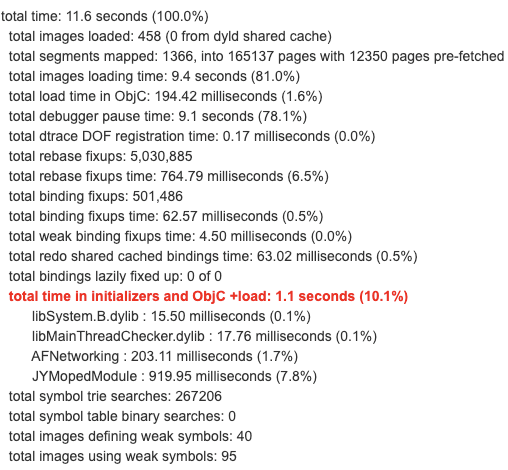 total time: 11.6 seconds (100.0%)
total images loaded: 458 (0 from dyld shared cache)
total segments mapped: 1366, into 165137 pages with 12350 pages pre-fetched
total images loading time: 9.4 seconds (81.0%)
total load time in ObjC: 194.42 milliseconds (1.6%)
total debugger pause time: 9.1 seconds (78.1%)
total dtrace DOF registration time: 0.17 milliseconds (0.0%)
total rebase fixups: 5,030,885
total rebase fixups time: 764.79 milliseconds (6.5%)
total binding fixups: 501,486
total binding fixups time: 62.57 milliseconds (0.5%)
total weak binding fixups time: 4.50 milliseconds (0.0%)
total redo shared cached bindings time: 63.02 milliseconds (0.5%)
total bindings lazily fixed up: 0 of 0
total time in initializers and ObjC +load: 1.1 seconds (10.1%)
libSystem.B.dylib : 15.50 milliseconds (0.1%)
libMainThreadChecker.dylib : 17.76 milliseconds (0.1%)
AFNetworking : 203.11 milliseconds (1.7%)
JYMopedModule : 919.95 milliseconds (7.8%)
total symbol trie searches: 267206
total symbol table binary searches: 0
total images defining weak symbols: 40
total images using weak symbols: 95